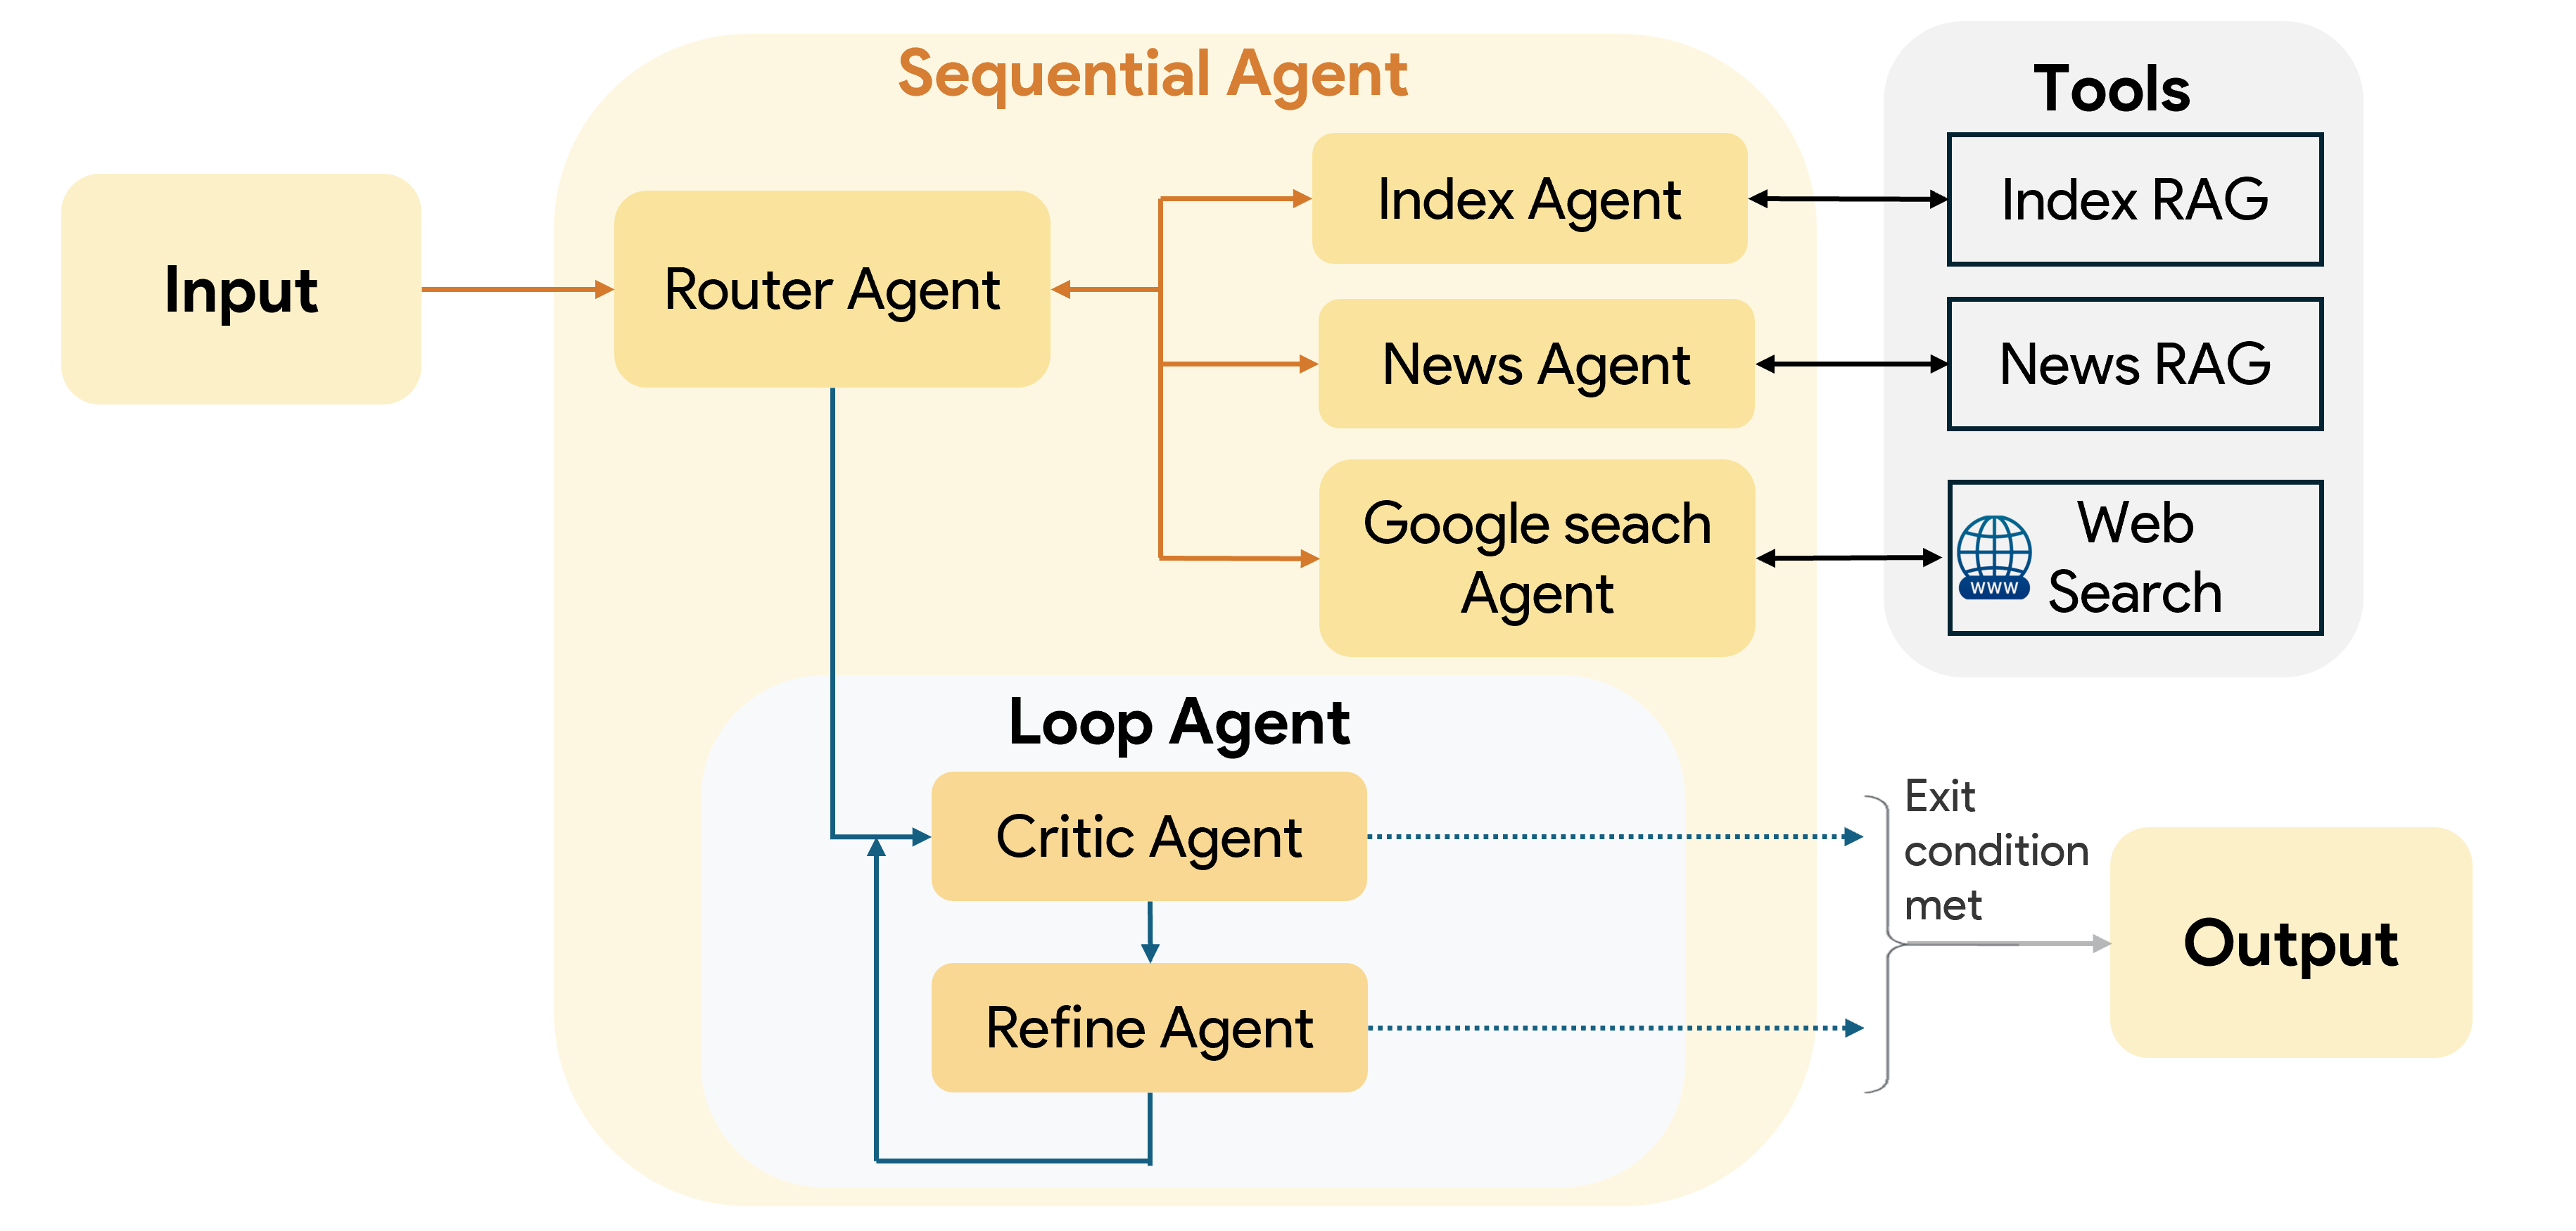 Sequential Agent
Tools
Input
Router Agent
Index Agent
Index RAG
News Agent
News RAG
Google seach
Agent
WWW
Web
Search
Loop Agent
Critic Agent
Refine Agent
Exit
condition
met
Output